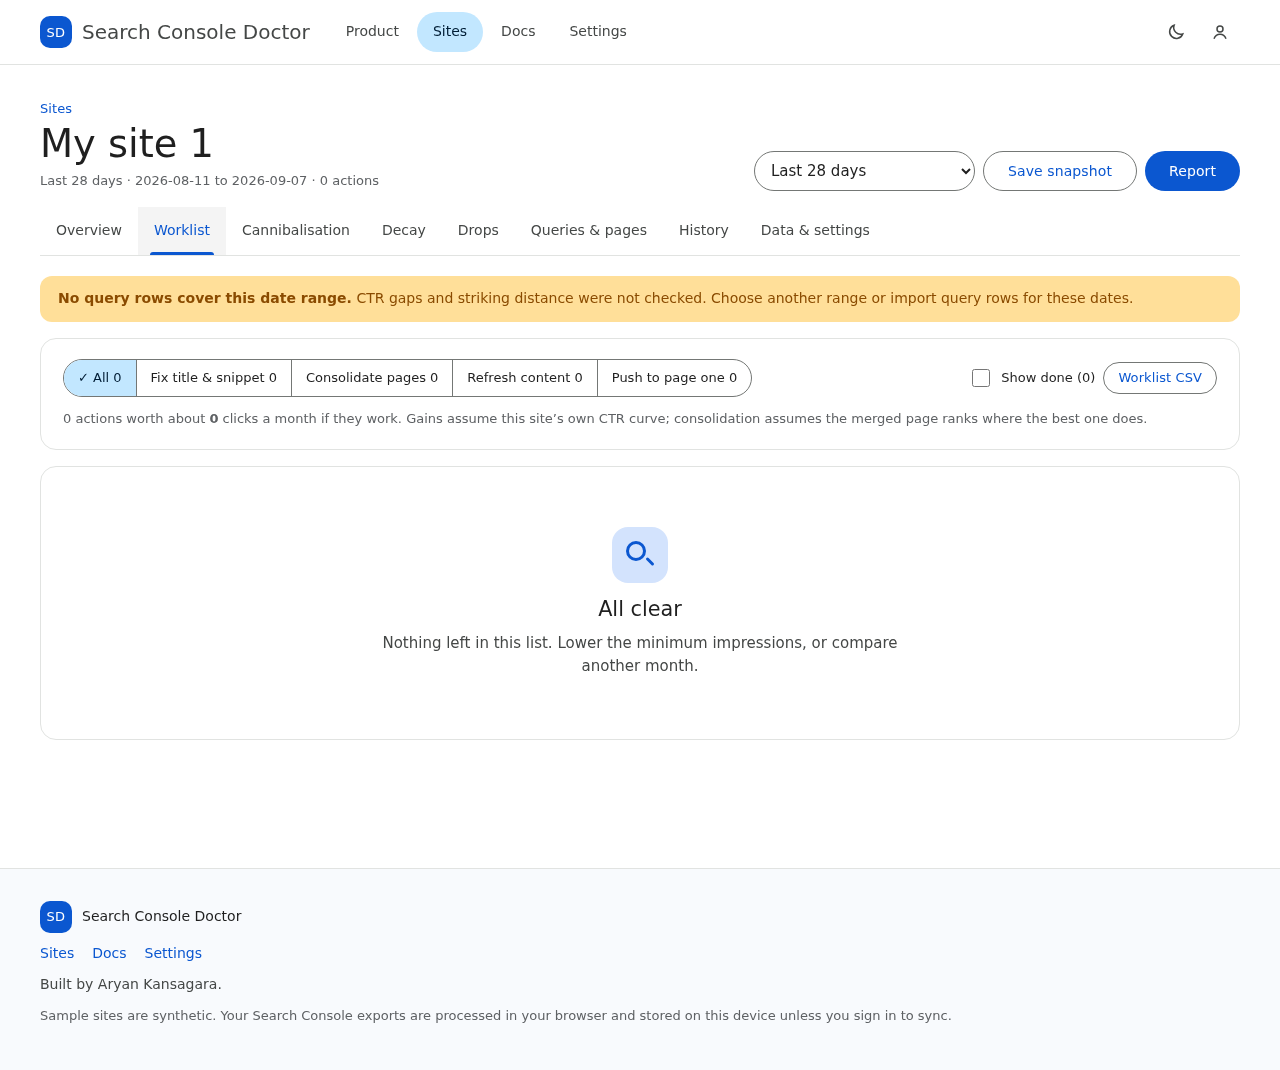 SD Search Console Doctor Product Sites Docs Settings
Sites
My site 1
Last 28 days · 2026-08-11 to 2026-09-07 · 0 actions
Last 28 days Save snapshot Report
Overview Worklist Cannibalisation Decay Drops Queries & pages History Data & settings
No query rows cover this date range. CTR gaps and striking distance were not checked. Choose another range or import query rows for these dates.
✓ All 0 Fix title & snippet 0 Consolidate pages 0 Refresh content 0 Push to page one 0 Show done (0) Worklist CSV
0 actions worth about 0 clicks a month if they work. Gains assume this site’s own CTR curve; consolidation assumes the merged page ranks where the best one does.
All clear
Nothing left in this list. Lower the minimum impressions, or compare
another month.
SD Search Console Doctor
Sites Docs Settings
Built by Aryan Kansagara.
Sample sites are synthetic. Your Search Console exports are processed in your browser and stored on this device unless you sign in to sync.